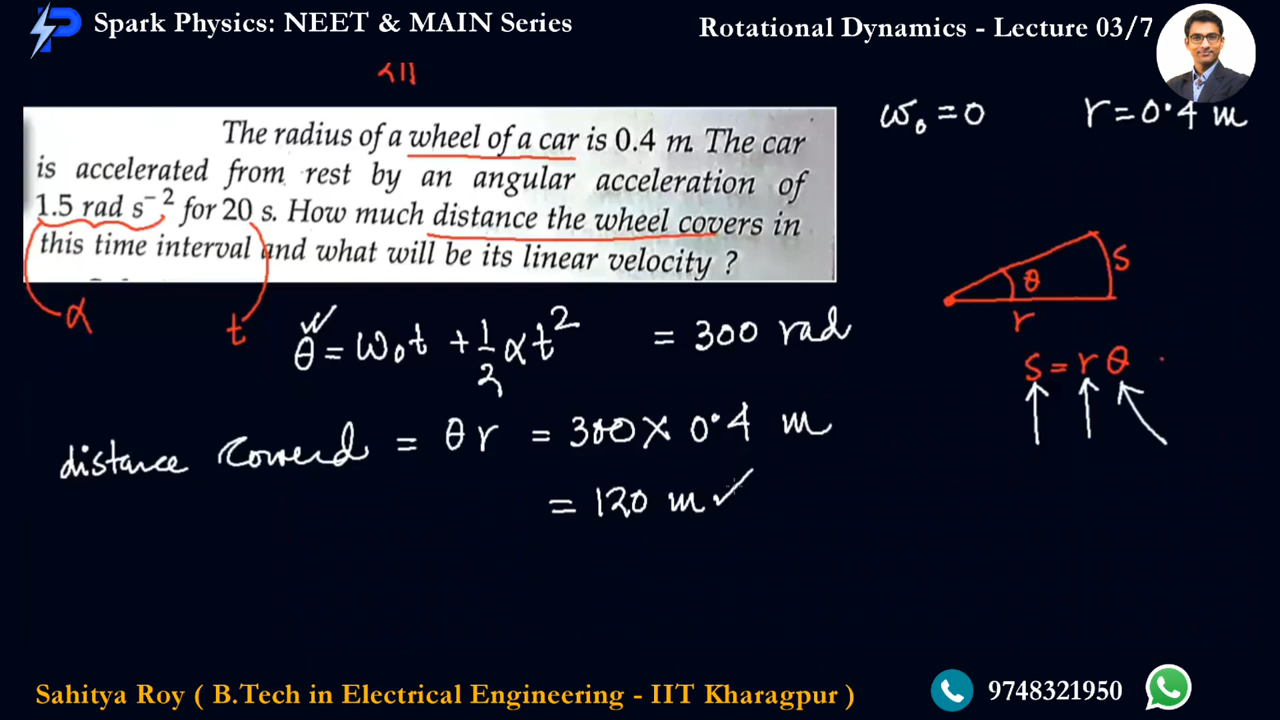 Spark Physics: NEET & MAIN Series
Rotational Dynamics - Lecture 03/7
ω₀ = 0
r = 0.4 m
The radius of a wheel of a car is 0.4 m. The car
is accelerated from rest by an angular acceleration of
1.5 rad s⁻² for 20 s. How much distance the wheel covers in
this time interval and what will be its linear velocity ?
α
t
θ
s
r
θ = ω₀t + 1/2 αt² = 300 rad
s = rθ
distance Covered = θr = 300 × 0.4 m
= 120 m ✓
Sahitya Roy ( B.Tech in Electrical Engineering - IIT Kharagpur )
9748321950